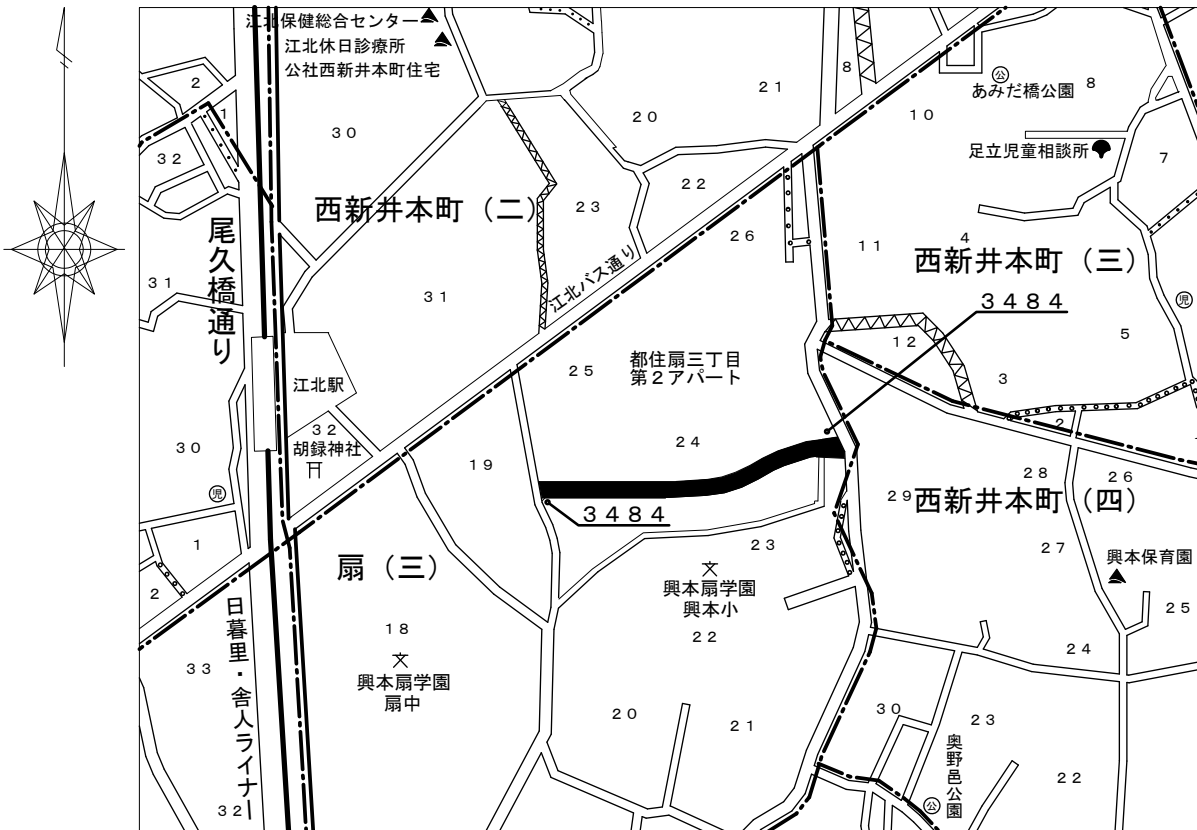 江北保健総合センター
江北休日診療所
公社西新井本町住宅
2
1
30
32
20
21
8
公
あみだ橋公園
8
10
足立児童相談所
7
22
西新井本町（二）
23
26
11
4
西新井本町（三）
尾久橋通り
31
31
江北バス通り
3484
児
5
12
3
江北駅
25
都住扇三丁目
第２アパート
32
胡録神社
30
19
24
2
28
26
29
西新井本町（四）
児
3484
1
扇（三）
23
27
興本保育園
2
文
興本扇学園
興本小
25
日暮里・舎人ライナー
18
22
24
33
文
興本扇学園
扇中
20
21
30
23
奥野邑公園
公
22
32